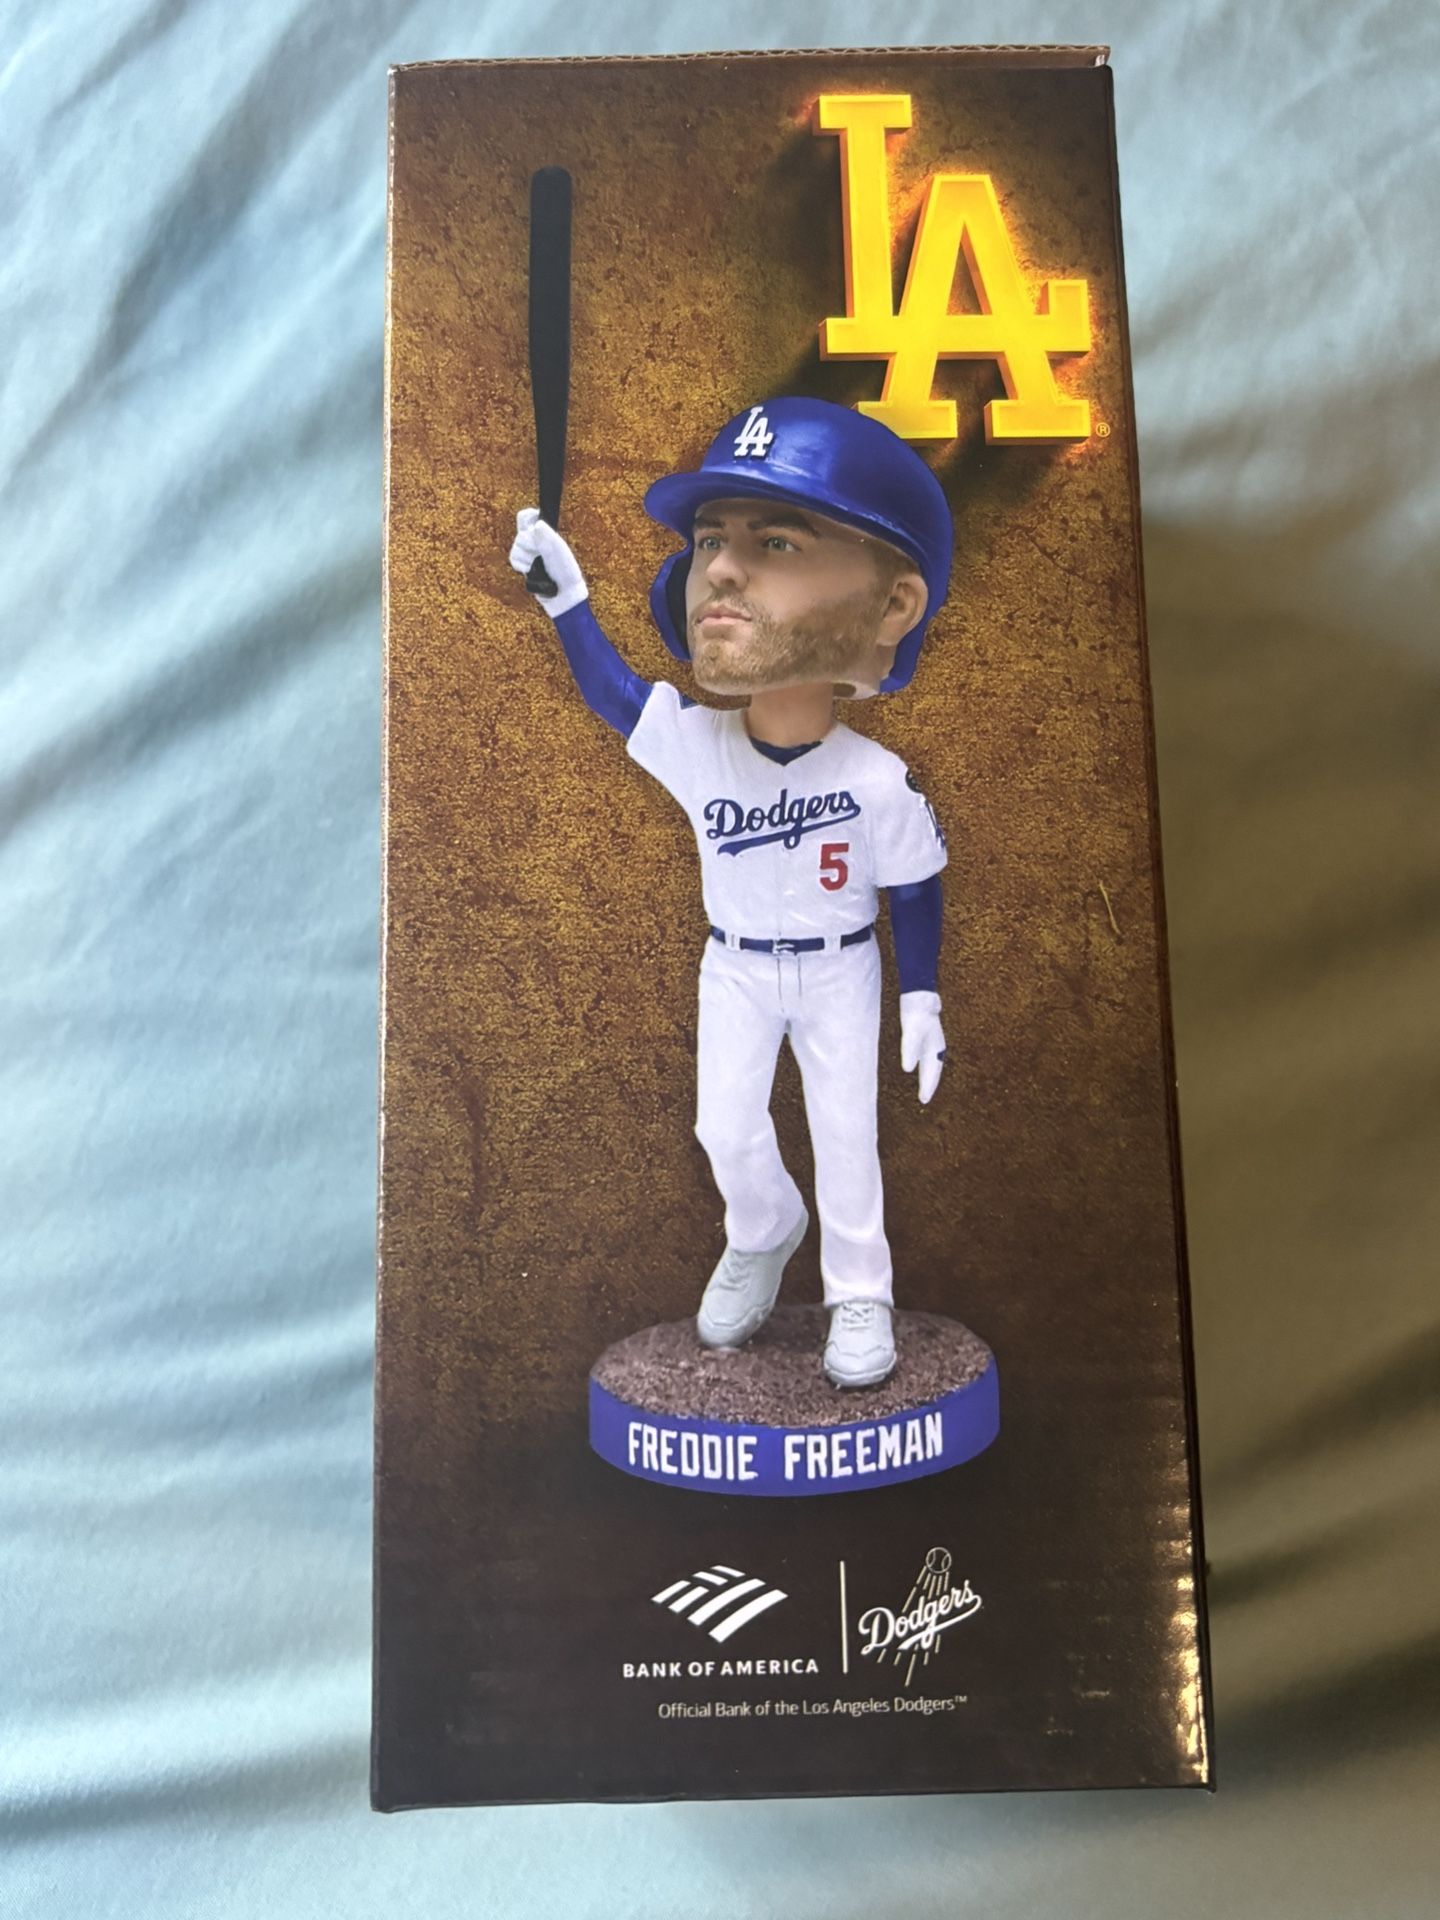 LA
®
LA
Dodgers
5
FREDDIE FREEMAN
BANK OF AMERICA
Dodgers
Official Bank of the Los Angeles Dodgers™